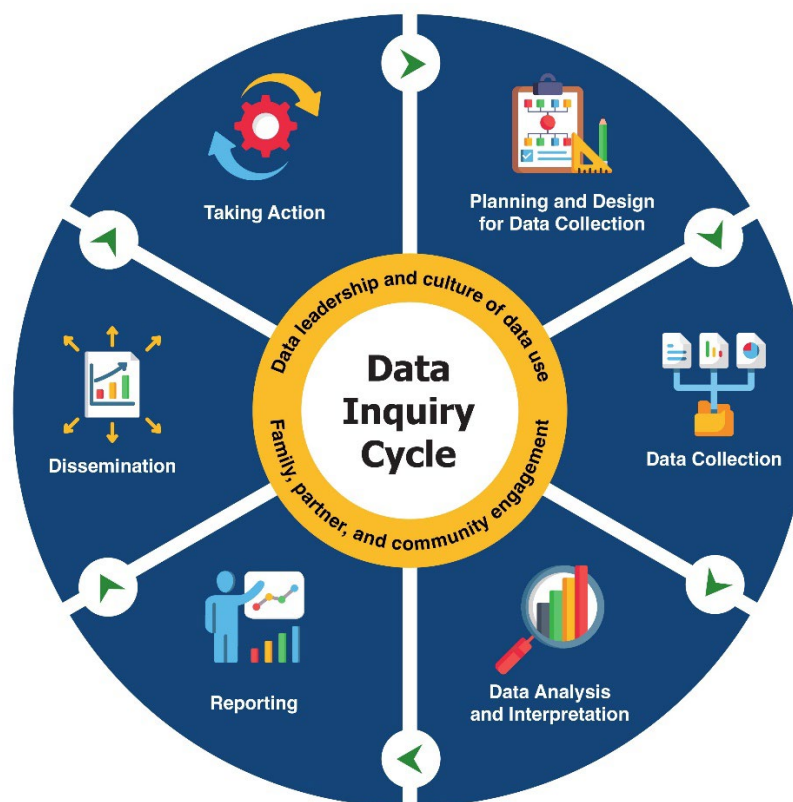 Data Inquiry Cycle
Data leadership and culture of data use
Family, partner, and community engagement
Planning and Design
for Data Collection
Data Collection
Data Analysis
and Interpretation
Reporting
Dissemination
Taking Action